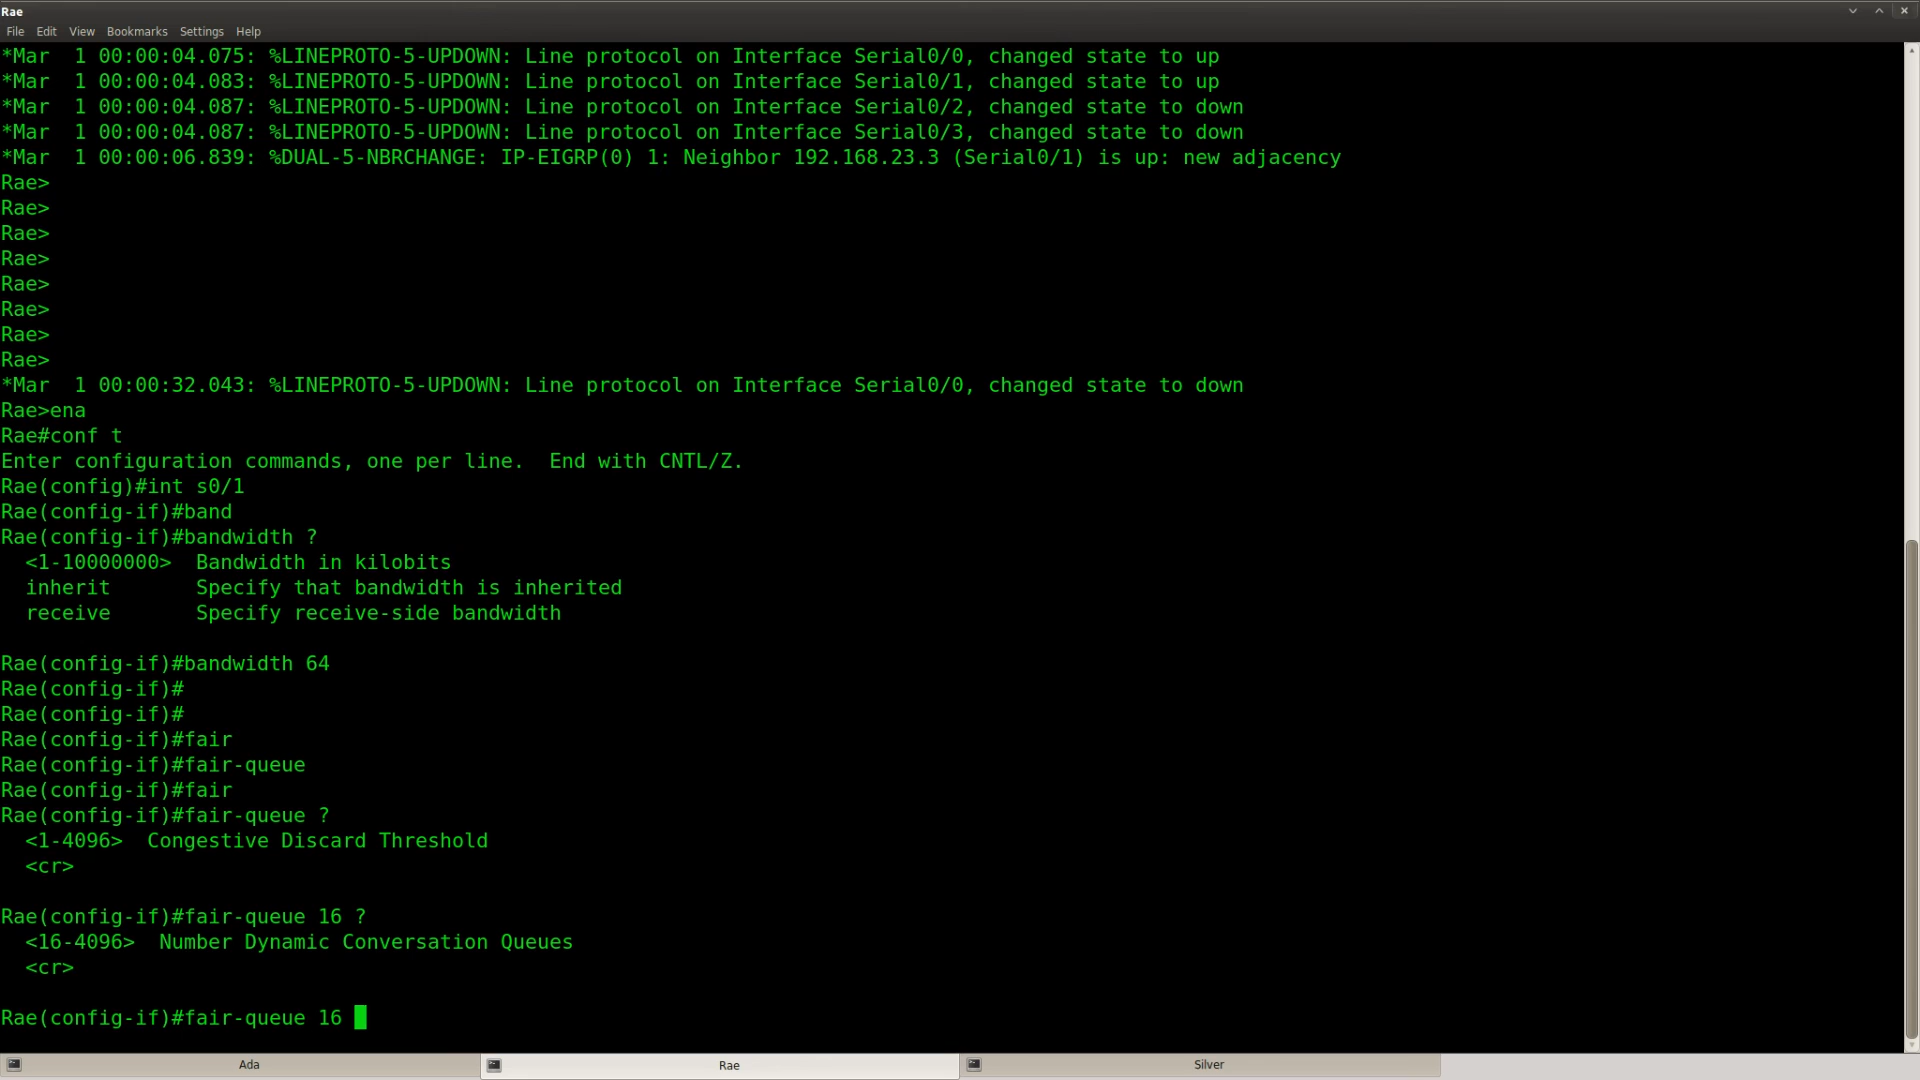 Rae
File Edit View Bookmarks Settings Help
*Mar  1 00:00:04.075: %LINEPROTO-5-UPDOWN: Line protocol on Interface Serial0/0, changed state to up
*Mar  1 00:00:04.083: %LINEPROTO-5-UPDOWN: Line protocol on Interface Serial0/1, changed state to up
*Mar  1 00:00:04.087: %LINEPROTO-5-UPDOWN: Line protocol on Interface Serial0/2, changed state to down
*Mar  1 00:00:04.087: %LINEPROTO-5-UPDOWN: Line protocol on Interface Serial0/3, changed state to down
*Mar  1 00:00:06.839: %DUAL-5-NBRCHANGE: IP-EIGRP(0) 1: Neighbor 192.168.23.3 (Serial0/1) is up: new adjacency
Rae>
Rae>
Rae>
Rae>
Rae>
Rae>
Rae>
Rae>
*Mar  1 00:00:32.043: %LINEPROTO-5-UPDOWN: Line protocol on Interface Serial0/0, changed state to down
Rae>ena
Rae#conf t
Enter configuration commands, one per line.  End with CNTL/Z.
Rae(config)#int s0/1
Rae(config-if)#band
Rae(config-if)#bandwidth ?
  <1-10000000>  Bandwidth in kilobits
  inherit       Specify that bandwidth is inherited
  receive       Specify receive-side bandwidth
Rae(config-if)#bandwidth 64
Rae(config-if)#
Rae(config-if)#
Rae(config-if)#fair
Rae(config-if)#fair-queue
Rae(config-if)#fair
Rae(config-if)#fair-queue ?
  <1-4096>  Congestive Discard Threshold
  <cr>
Rae(config-if)#fair-queue 16 ?
  <16-4096>  Number Dynamic Conversation Queues
  <cr>
Rae(config-if)#fair-queue 16
Ada Rae Silver